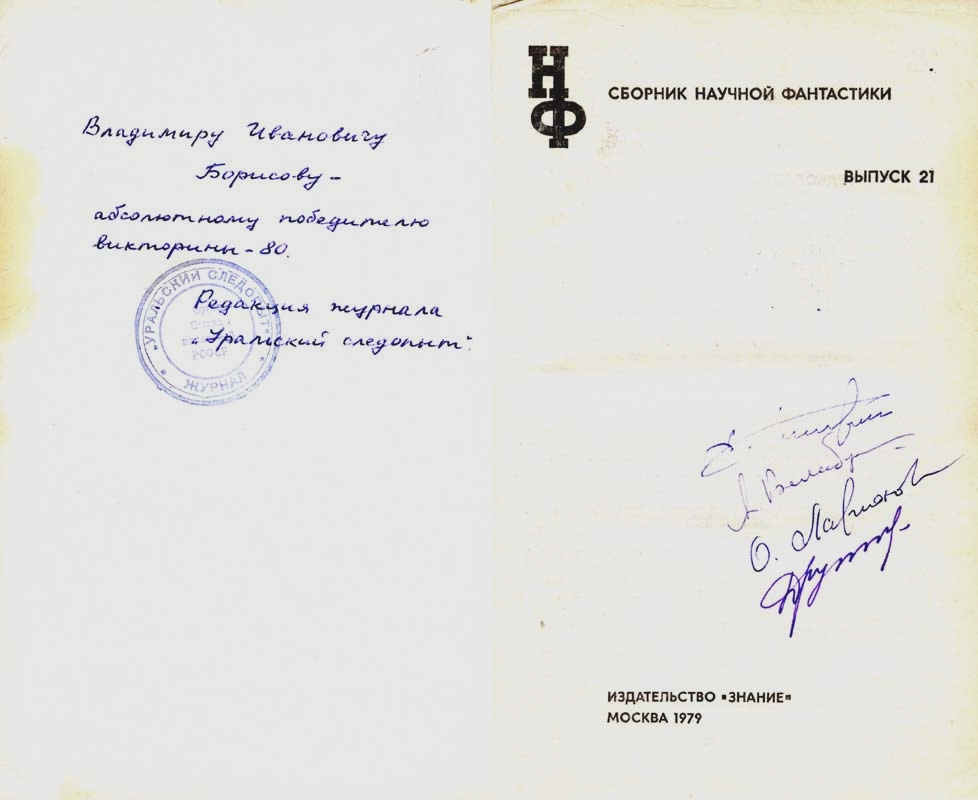 Владимиру Ивановичу
Борисову –
абсолютному победителю
викторины – 80.
Редакция журнала
„Уральский следопыт“.
"УРАЛЬСКИЙ СЛЕДОПЫТ"
РСФСР
ЖУРНАЛ
НФ
СБОРНИК НАУЧНОЙ ФАНТАСТИКИ
ВЫПУСК 21
О.
ИЗДАТЕЛЬСТВО "ЗНАНИЕ"
МОСКВА 1979